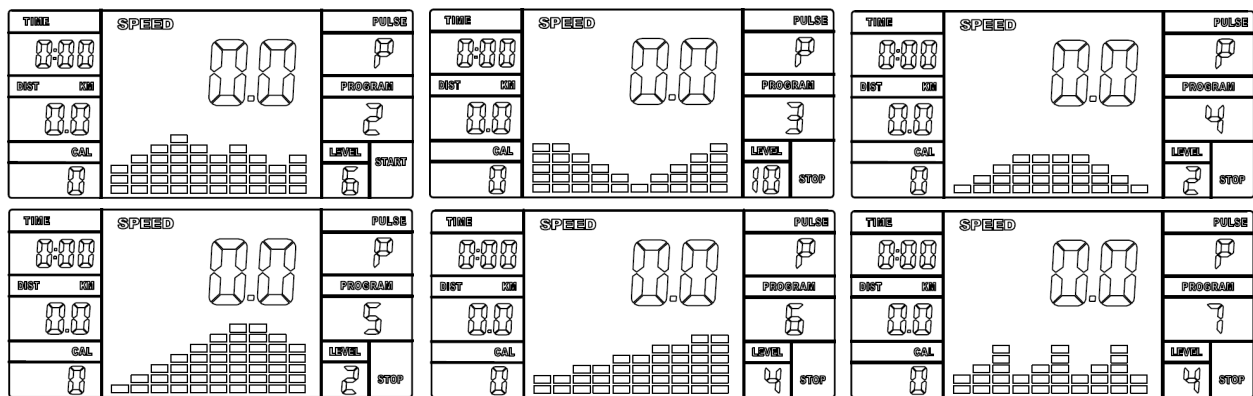 TIME SPEED PULSE
0:00 0.0 P
DIST KM PROGRAM
0.0 2
CAL LEVEL START
0 6
TIME SPEED PULSE
0:00 0.0 P
DIST KM PROGRAM
0.0 3
CAL LEVEL
0 10 STOP
TIME SPEED PULSE
0:00 0.0 P
DIST KM PROGRAM
0.0 4
CAL LEVEL
0 2 STOP
TIME SPEED PULSE
0:00 0.0 P
DIST KM PROGRAM
0.0 5
CAL LEVEL
0 2 STOP
TIME SPEED PULSE
0:00 0.0 P
DIST KM PROGRAM
0.0 6
CAL LEVEL
0 4 STOP
TIME SPEED PULSE
0:00 0.0 P
DIST KM PROGRAM
0.0 7
CAL LEVEL
0 4 STOP